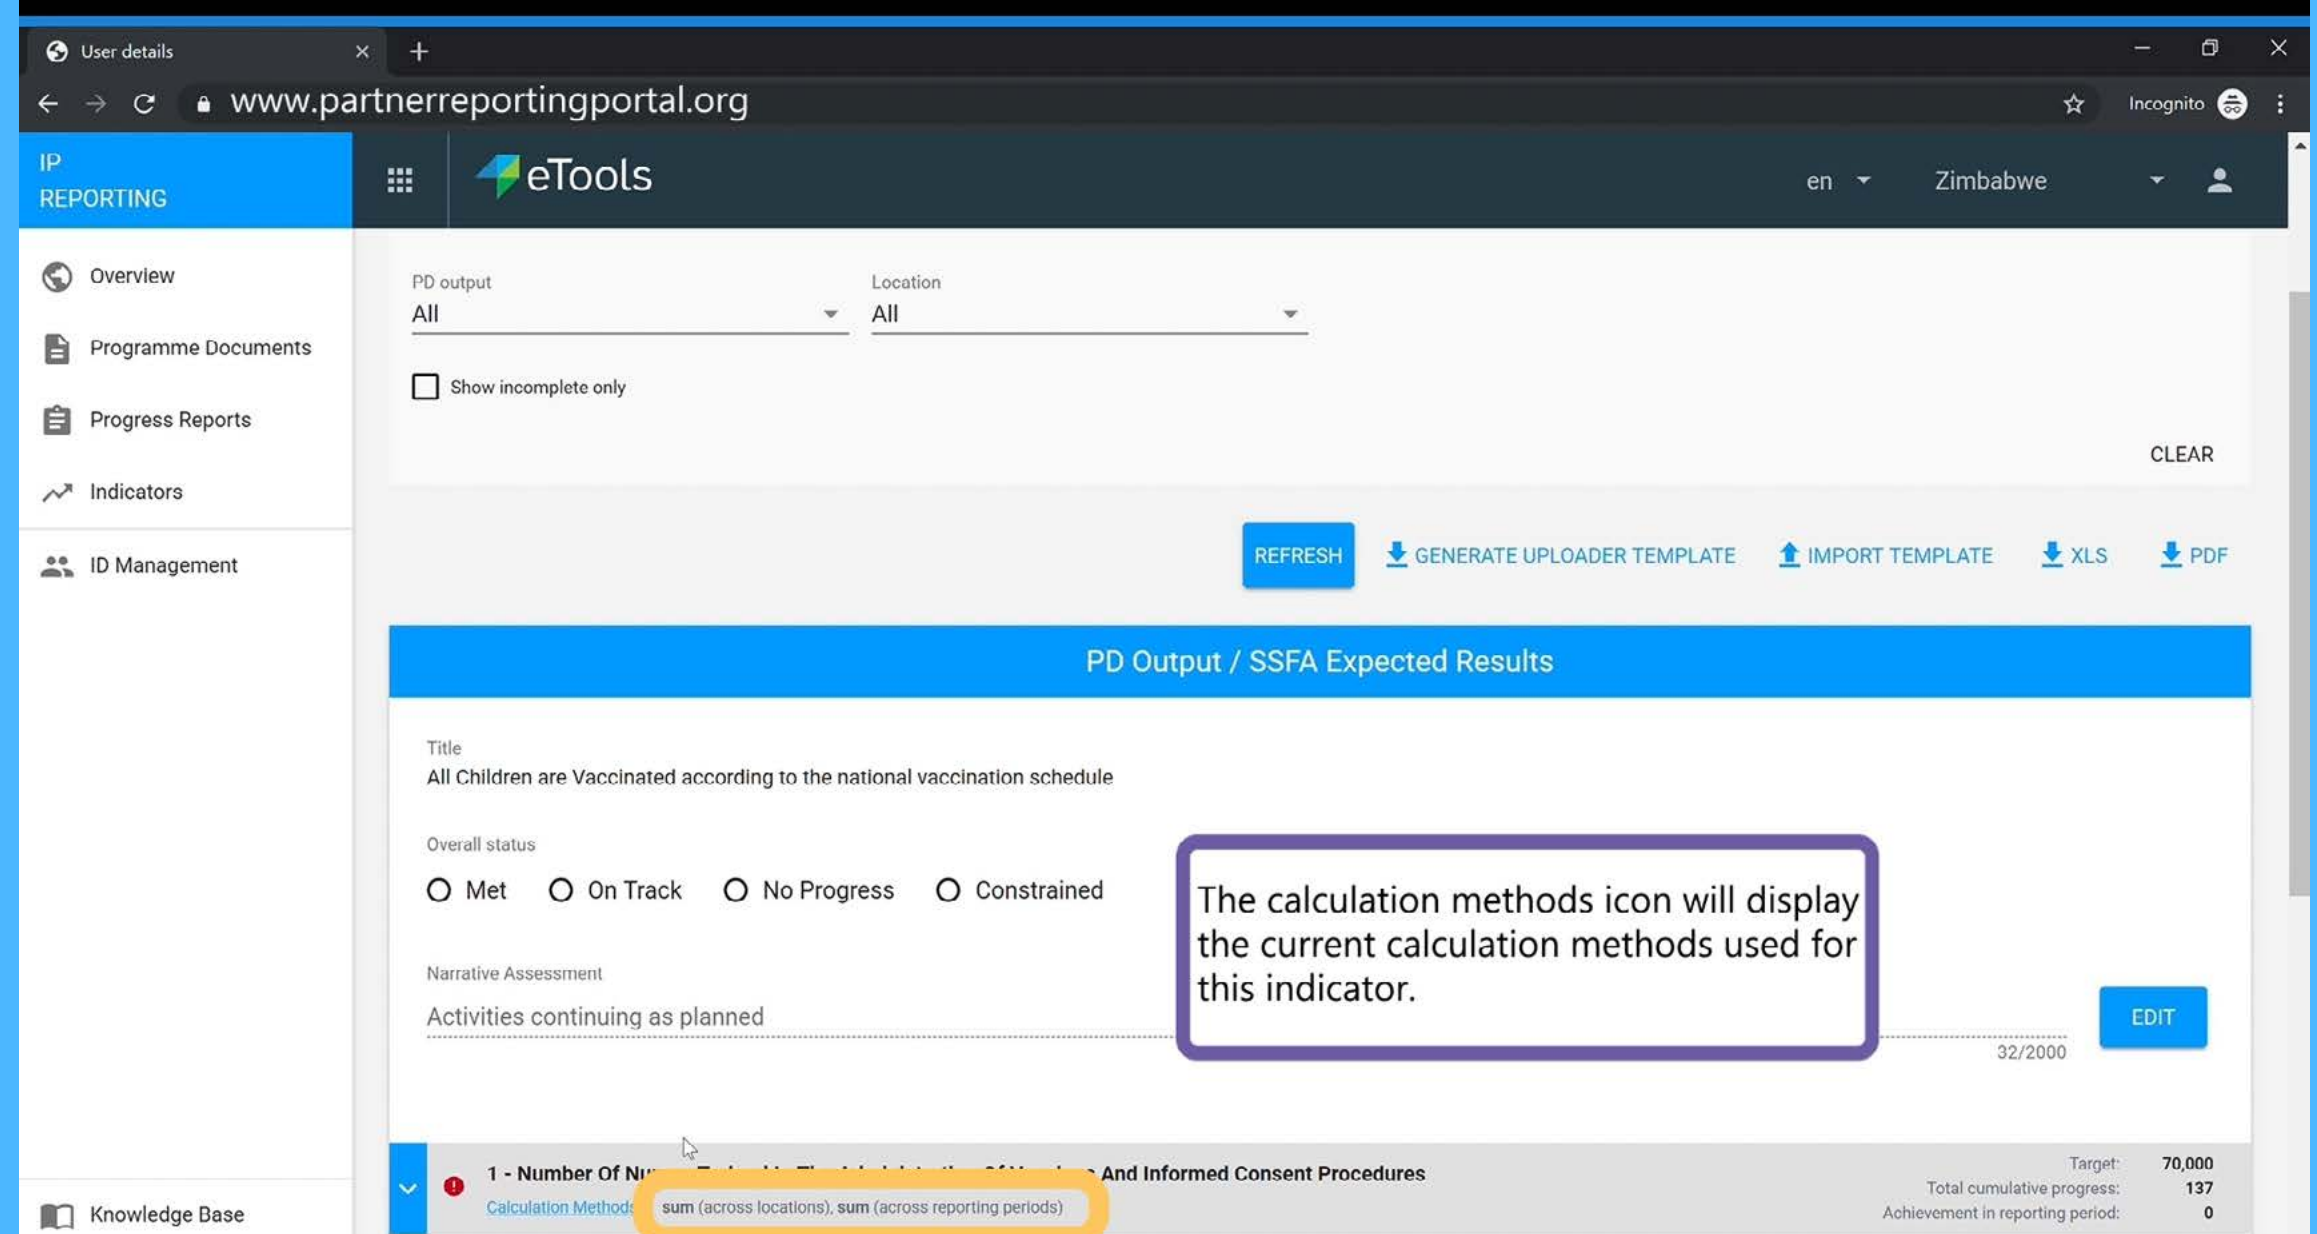 User details
www.partnerreportingportal.org
Incognito
IP
REPORTING
eTools
en
Zimbabwe
Overview
Programme Documents
Progress Reports
Indicators
ID Management
Knowledge Base
PD output
All
Location
All
Show incomplete only
CLEAR
REFRESH
GENERATE UPLOADER TEMPLATE
IMPORT TEMPLATE
XLS
PDF
PD Output / SSFA Expected Results
Title
All Children are Vaccinated according to the national vaccination schedule
Overall status
Met
On Track
No Progress
Constrained
The calculation methods icon will display
the current calculation methods used for
this indicator.
Narrative Assessment
Activities continuing as planned
32/2000
EDIT
1 - Number Of And Informed Consent Procedures
Calculation Methods
sum (across locations), sum (across reporting periods)
Target: 70,000
Total cumulative progress: 137
Achievement in reporting period: 0